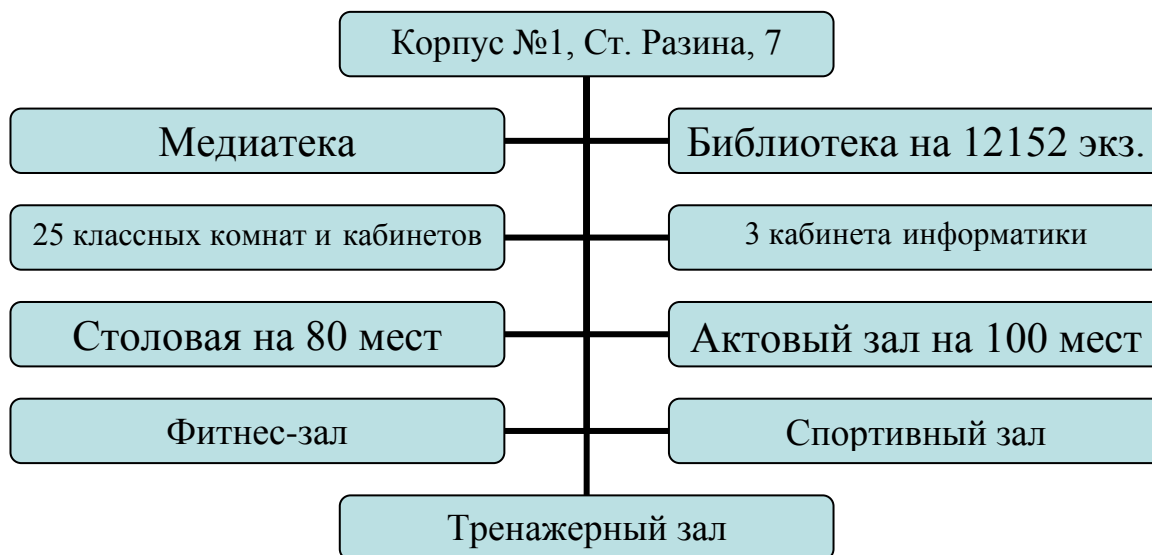 Корпус №1, Ст. Разина, 7
Медиатека
Библиотека на 12152 экз.
25 классных комнат и кабинетов
3 кабинета информатики
Столовая на 80 мест
Актовый зал на 100 мест
Фитнес-зал
Спортивный зал
Тренажерный зал